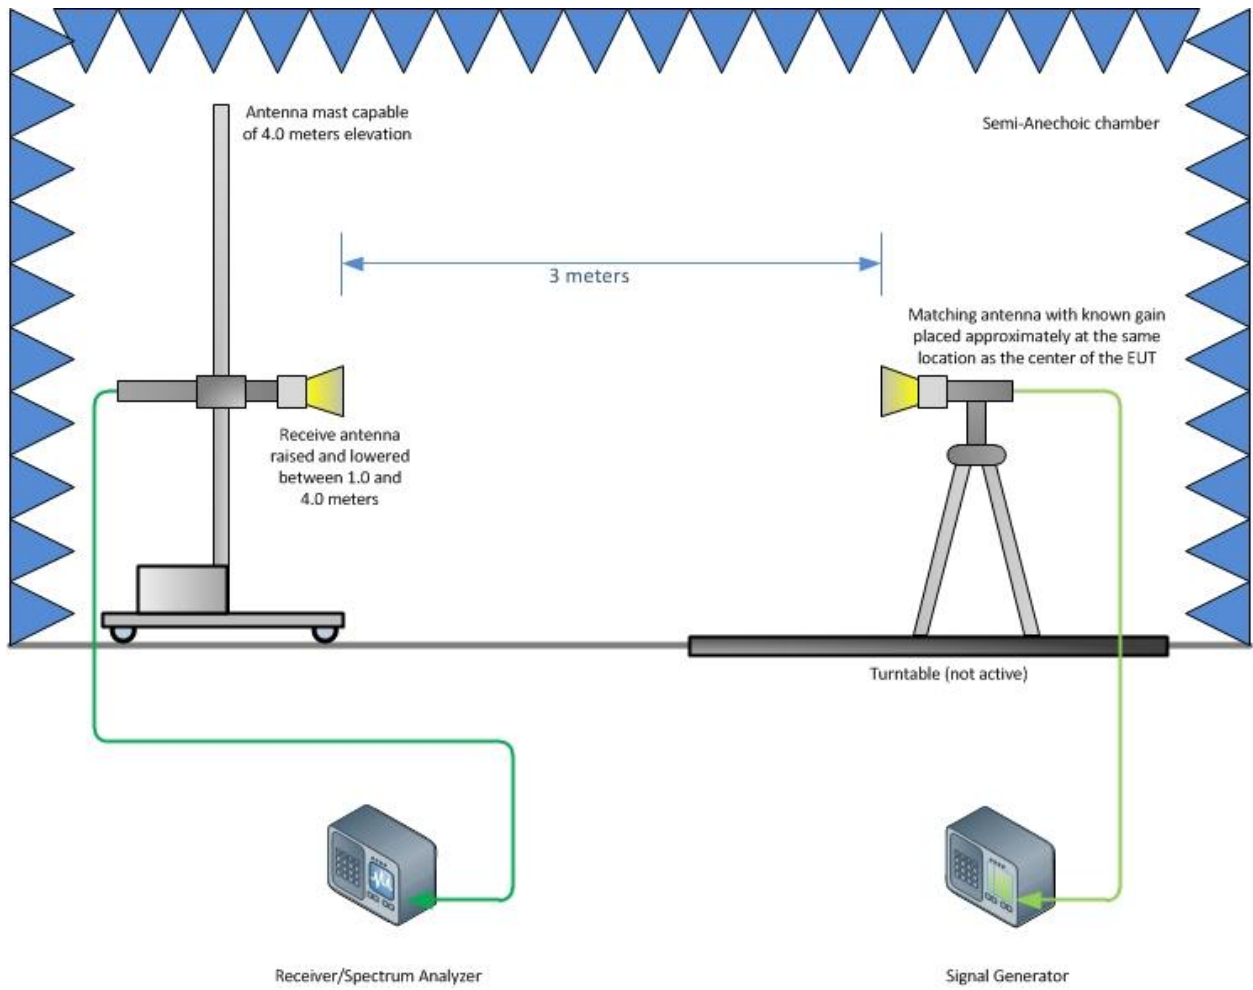 Antenna mast capable
of 4.0 meters elevation
Semi-Anechoic chamber
3 meters
Matching antenna with known gain
placed approximately at the same
location as the center of the EUT
Receive antenna
raised and lowered
between 1.0 and
4.0 meters
Turntable (not active)
Receiver/Spectrum Analyzer
Signal Generator